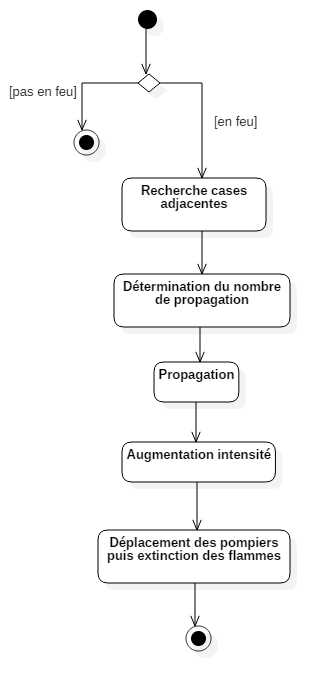 [pas en feu]
[en feu]
Recherche cases
adjacentes
Détermination du nombre
de propagation
Propagation
Augmentation intensité
Déplacement des pompiers
puis extinction des flammes